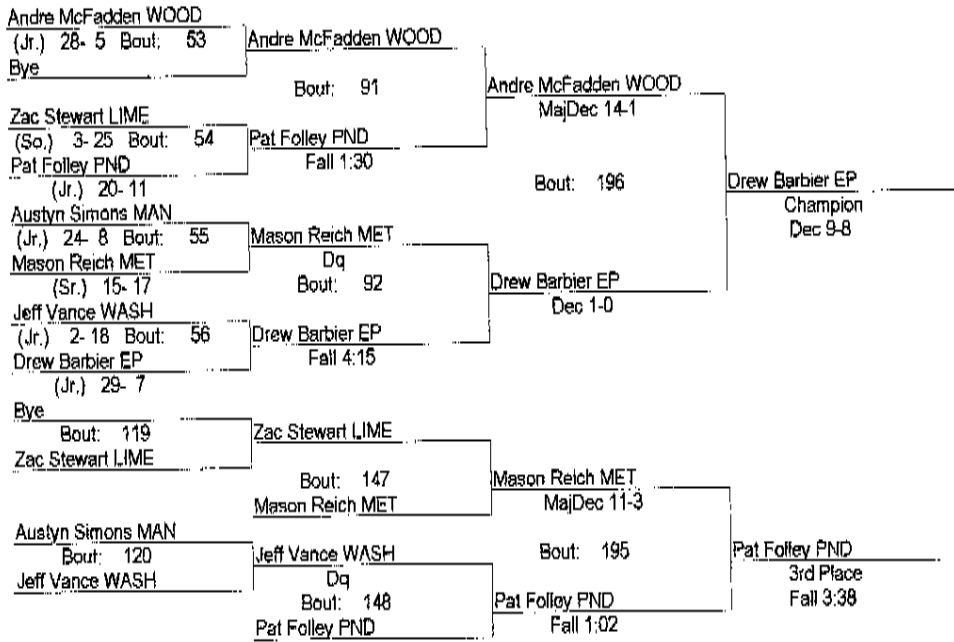 Andre McFadden WOOD
(Jr.) 28- 5 Bout: 53
Bye
Andre McFadden WOOD
Bout: 91
Zac Stewart LIME
(So.) 3- 25 Bout: 54
Pat Folley PND
(Jr.) 20- 11
Pat Folley PND
Fall 1:30
Andre McFadden WOOD
MajDec 14-1
Bout: 196
Austyn Simons MAN
(Jr.) 24- 8 Bout: 55
Mason Reich MET
(Sr.) 15- 17
Mason Reich MET
Dq
Bout: 92
Jeff Vance WASH
(Jr.) 2- 18 Bout: 56
Drew Barbier EP
(Jr.) 29- 7
Drew Barbier EP
Fall 4:15
Drew Barbier EP
Dec 1-0
Drew Barbier EP
Champion
Dec 9-8
Bye
Bout: 119
Zac Stewart LIME
Zac Stewart LIME
Bout: 147
Mason Reich MET
Mason Reich MET
MajDec 11-3
Bout: 195
Austyn Simons MAN
Bout: 120
Jeff Vance WASH
Jeff Vance WASH
Dq
Bout: 148
Pat Folley PND
Pat Folley PND
Fall 1:02
Pat Folley PND
3rd Place
Fall 3:38